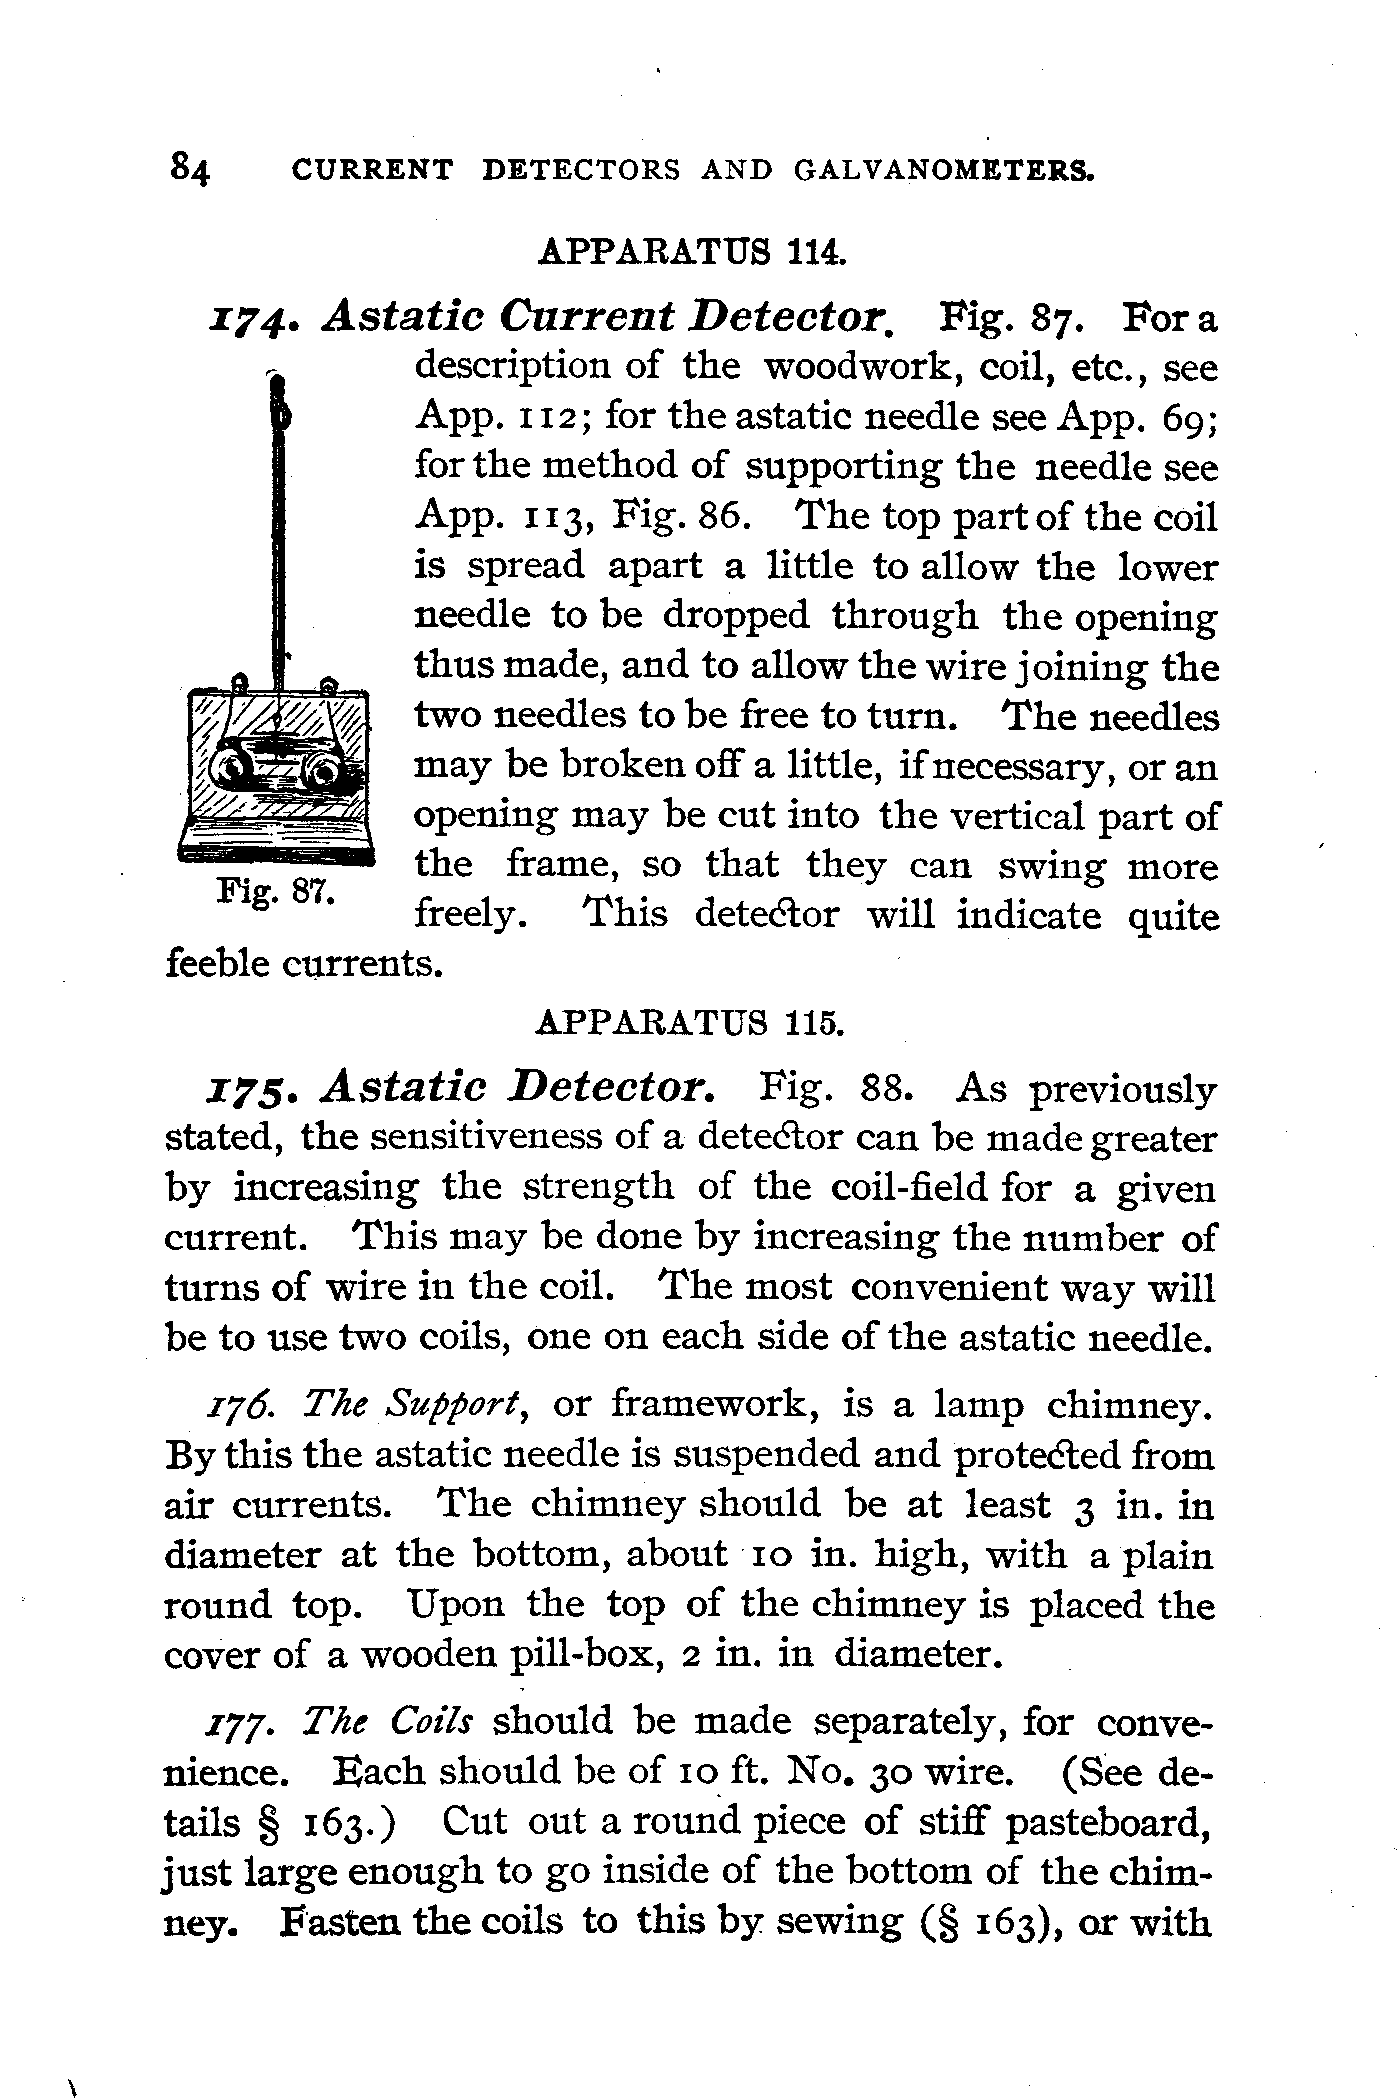 84 CURRENT DETECTORS AND GALVANOMETERS.
APPARATUS 114.
174. Astatic Current Detector. Fig. 87. For a
description of the woodwork, coil, etc., see
App. 112; for the astatic needle see App. 69;
for the method of supporting the needle see
App. 113, Fig. 86. The top part of the coil
is spread apart a little to allow the lower
needle to be dropped through the opening
thus made, and to allow the wire joining the
two needles to be free to turn. The needles
may be broken off a little, if necessary, or an
opening may be cut into the vertical part of
the frame, so that they can swing more
freely. This detector will indicate quite
feeble currents.
Fig. 87.
APPARATUS 115.
175. Astatic Detector. Fig. 88. As previously
stated, the sensitiveness of a detector can be made greater
by increasing the strength of the coil-field for a given
current. This may be done by increasing the number of
turns of wire in the coil. The most convenient way will
be to use two coils, one on each side of the astatic needle.
176. The Support, or framework, is a lamp chimney.
By this the astatic needle is suspended and protected from
air currents. The chimney should be at least 3 in. in
diameter at the bottom, about 10 in. high, with a plain
round top. Upon the top of the chimney is placed the
cover of a wooden pill-box, 2 in. in diameter.
177. The Coils should be made separately, for conve-
nience. Each should be of 10 ft. No. 30 wire. (See de-
tails § 163.) Cut out a round piece of stiff pasteboard,
just large enough to go inside of the bottom of the chim-
ney. Fasten the coils to this by sewing (§ 163), or with